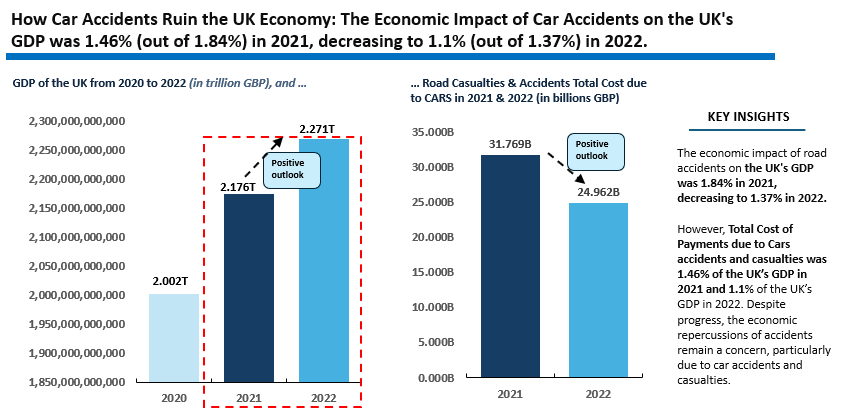 How Car Accidents Ruin the UK Economy: The Economic Impact of Car Accidents on the UK's
GDP was 1.46% (out of 1.84%) in 2021, decreasing to 1.1% (out of 1.37%) in 2022.
GDP of the UK from 2020 to 2022 (in trillion GBP), and ...
2,300,000,000,000
2,250,000,000,000
2,200,000,000,000
2,150,000,000,000
2,100,000,000,000
2,050,000,000,000
2,000,000,000,000
1,950,000,000,000
1,900,000,000,000
1,850,000,000,000
2.002T
2.176T
2.271T
Positive
outlook
2020
2021
2022
... Road Casualties & Accidents Total Cost due
to CARS in 2021 & 2022 (in billions GBP)
35.000B
30.000B
25.000B
20.000B
15.000B
10.000B
5.000B
0.000B
31.769B
24.962B
Positive
outlook
2021
2022
KEY INSIGHTS
The economic impact of road
accidents on the UK's GDP
was 1.84% in 2021,
decreasing to 1.37% in 2022.
However, Total Cost of
Payments due to Cars
accidents and casualties was
1.46% of the UK's GDP in
2021 and 1.1% of the UK's
GDP in 2022. Despite
progress, the economic
repercussions of accidents
remain a concern, particularly
due to car accidents and
casualties.